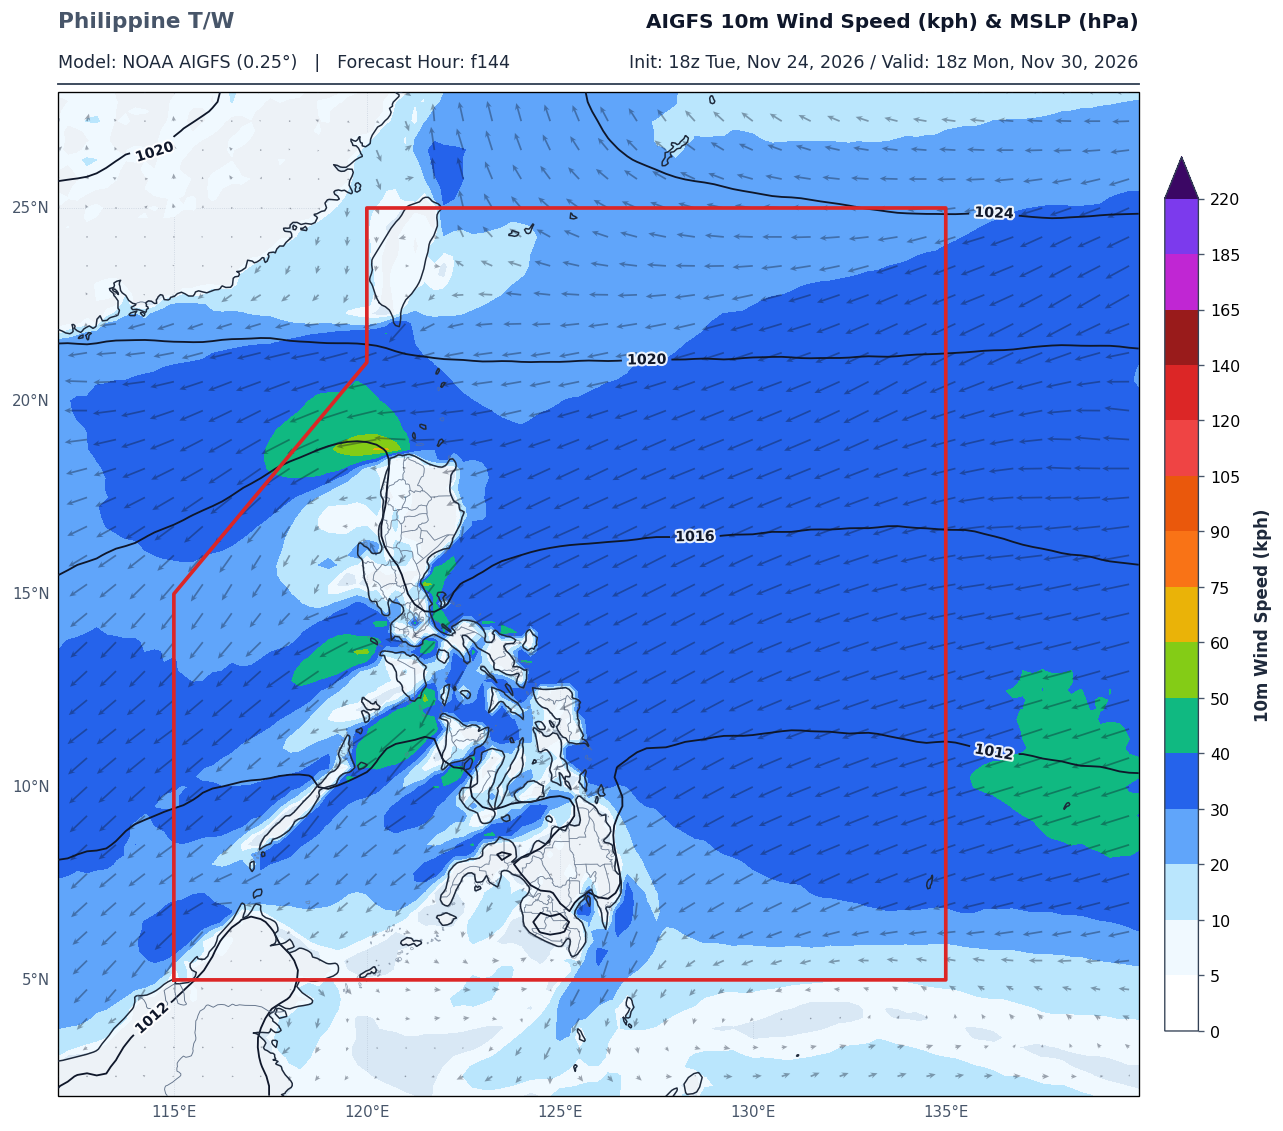 Philippine T/W
AIGFS 10m Wind Speed (kph) & MSLP (hPa)
Model: NOAA AIGFS (0.25°)   |   Forecast Hour: f144
Init: 18z Tue, Nov 24, 2026 / Valid: 18z Mon, Nov 30, 2026
1020
1024
1020
1016
1012
1012
25°N
20°N
15°N
10°N
5°N
115°E
120°E
125°E
130°E
135°E
220
185
165
140
120
105
90
75
60
50
40
30
20
10
5
0
10m Wind Speed (kph)